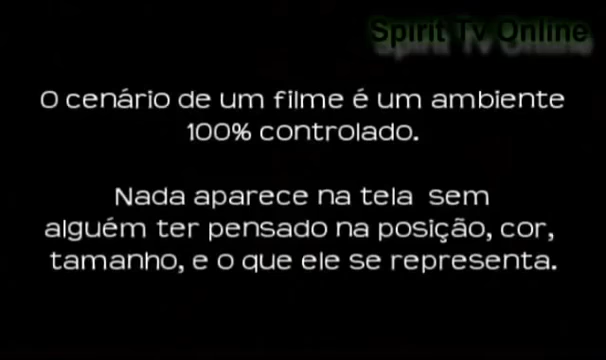 Spirit Tv Online
O cenário de um filme é um ambiente
100% controlado.
Nada aparece na tela sem
alguém ter pensado na posição, cor,
tamanho, e o que ele se representa.